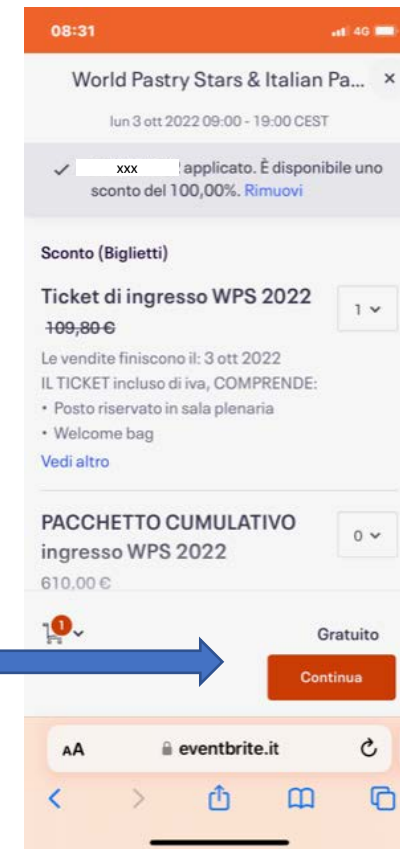 08:31
4G
World Pastry Stars & Italian Pa... ×
lun 3 ott 2022 09:00 - 19:00 CEST
✓ xxx applicato. È disponibile uno
sconto del 100,00%. Rimuovi
Sconto (Biglietti)
Ticket di ingresso WPS 2022
1
109,80 €
Le vendite finiscono il: 3 ott 2022
IL TICKET incluso di iva, COMPRENDE:
• Posto riservato in sala plenaria
• Welcome bag
Vedi altro
PACCHETTO CUMULATIVO
ingresso WPS 2022
0
610,00 €
1
Gratuito
Continua
AA eventbrite.it